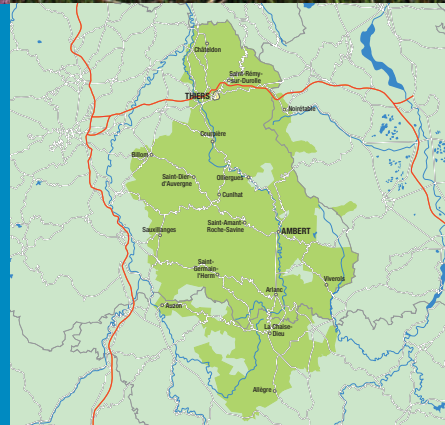 Châteldon
Saint-Rémy-
sur-Durolle
THIERS
Noirétable
Courpière
Billom
Saint-Dier-
d'Auvergne
Olliergues
Cunlhat
Saint-Amant-
Roche-Savine
Sauxillanges
AMBERT
Saint-
Germain-
l'Herm
Viverols
Arlanc
Auzon
La Chaise-
Dieu
Allègre